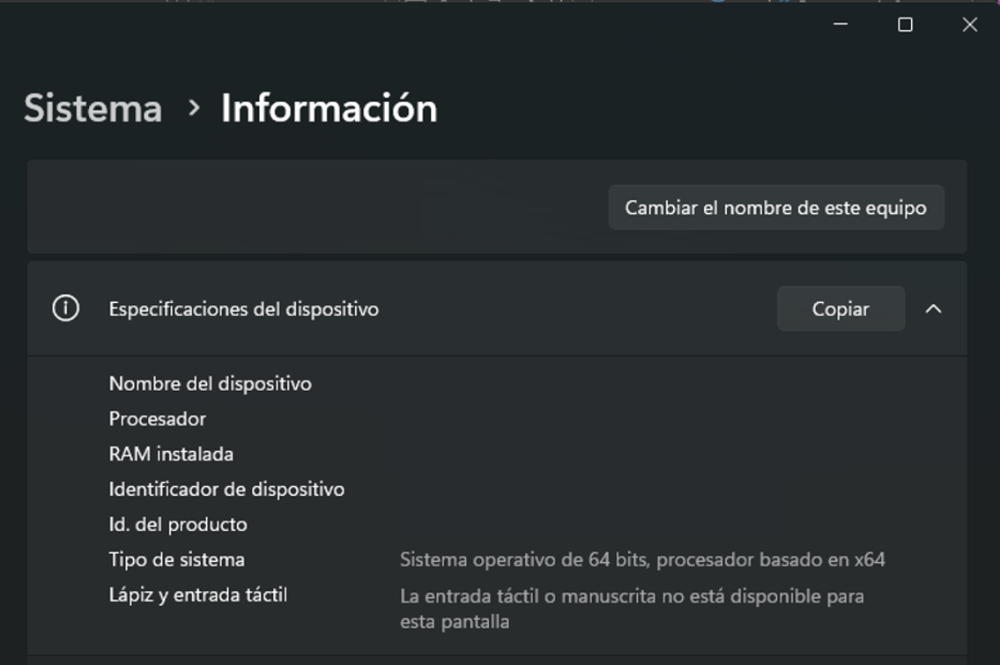 Sistema > Información
Cambiar el nombre de este equipo
Especificaciones del dispositivo
Copiar
Nombre del dispositivo
Procesador
RAM instalada
Identificador de dispositivo
Id. del producto
Tipo de sistema
Sistema operativo de 64 bits, procesador basado en x64
Lápiz y entrada táctil
La entrada táctil o manuscrita no está disponible para
esta pantalla